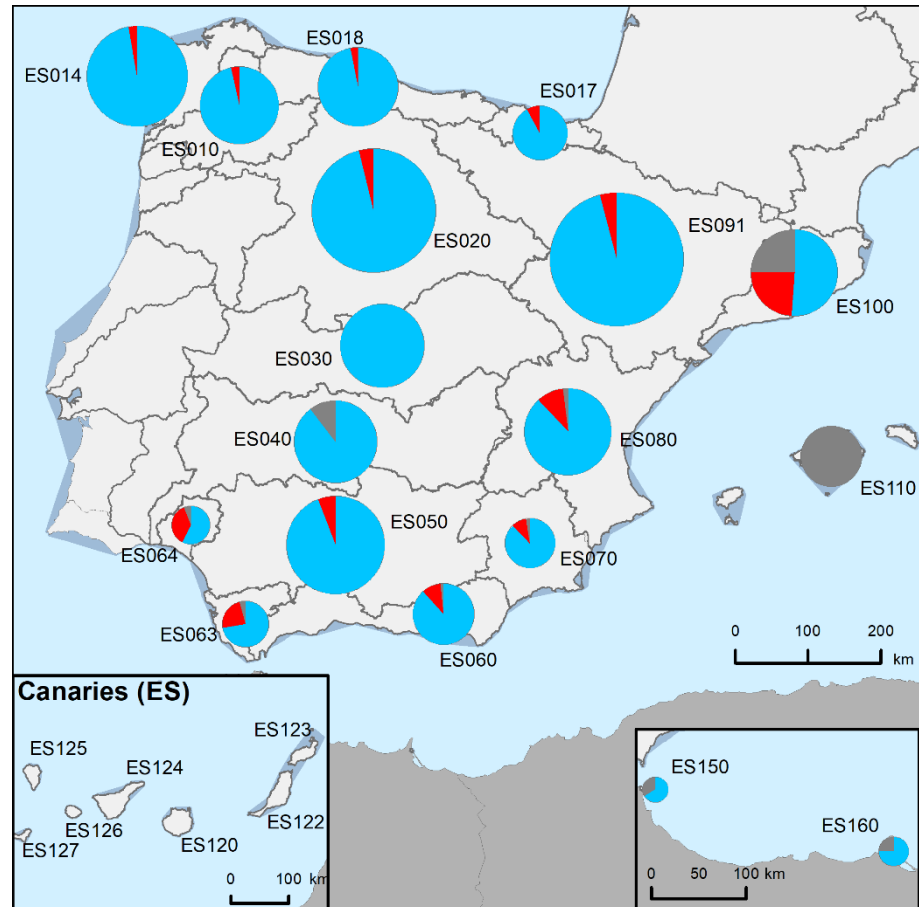 ES018
ES014
ES017
ES010
ES091
ES020
ES100
ES030
ES040
ES080
ES110
ES050
ES064
ES070
ES063
ES060
0 100 200
km
Canaries (ES)
ES123
ES125
ES124
ES150
ES122
ES126
ES120
ES127
ES160
0 100 km
0 50 100
km